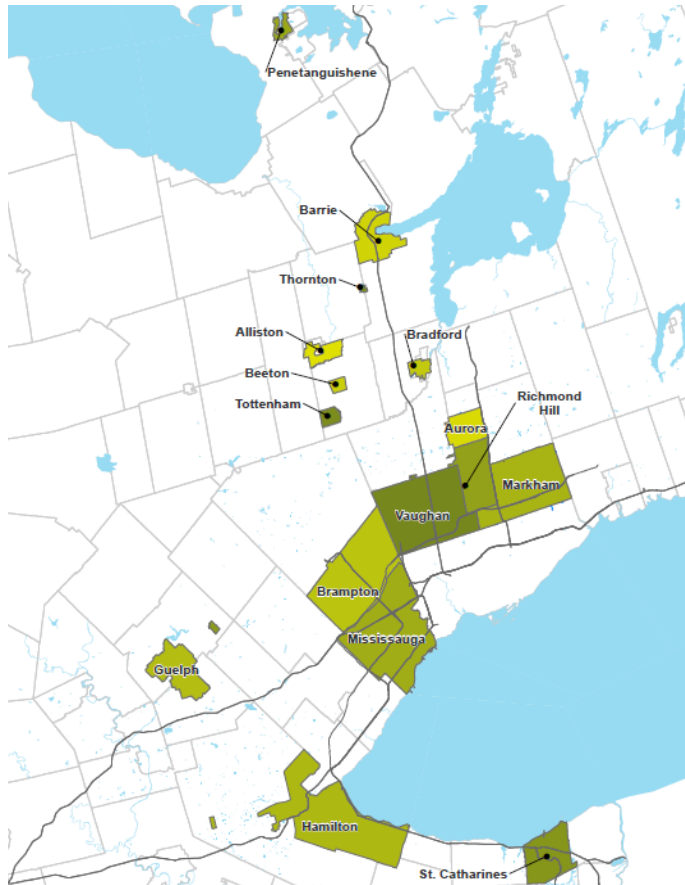 Penetanguishene
Barrie
Thornton
Alliston
Bradford
Beeton
Tottenham
Richmond
Hill
Aurora
Markham
Vaughan
Brampton
Mississauga
Guelph
Hamilton
St. Catharines